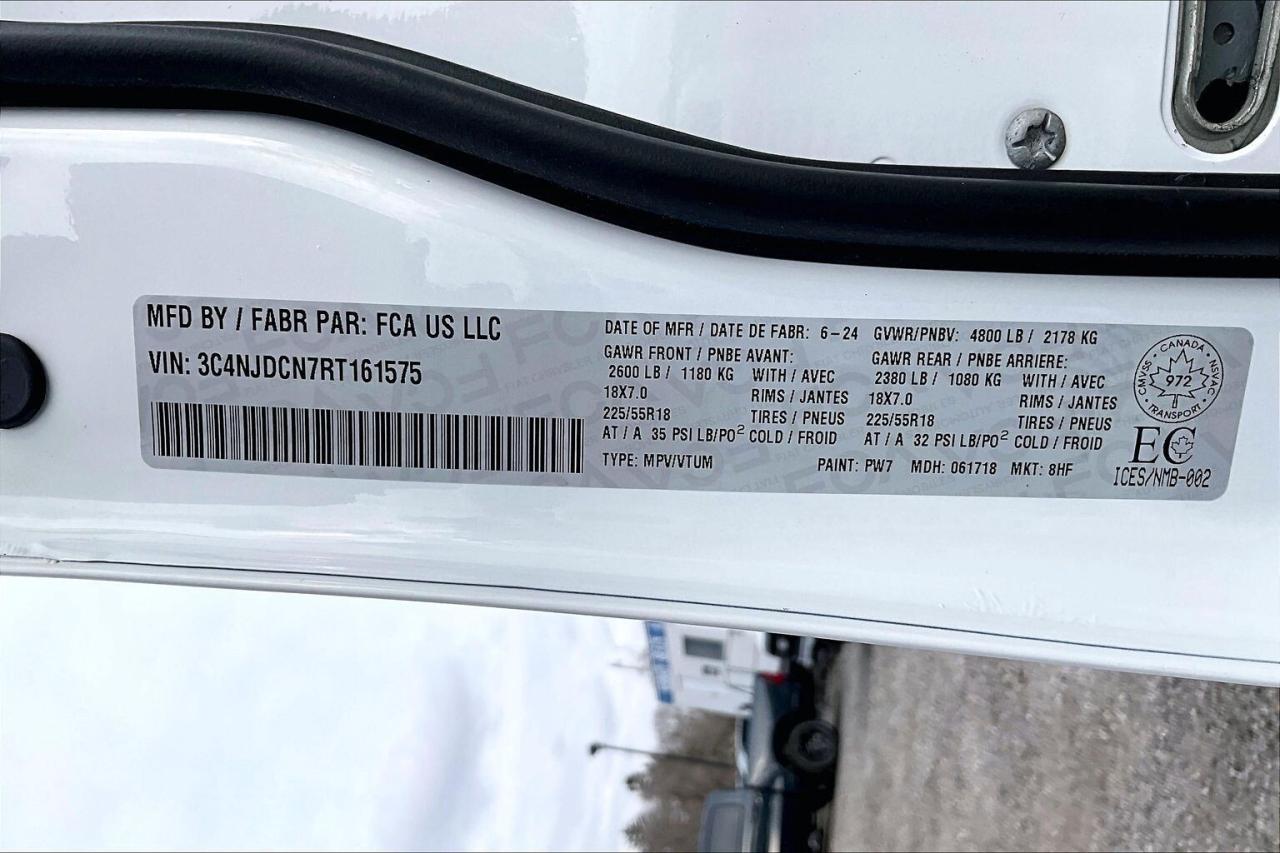 MFD BY / FABR PAR: FCA US LLC
VIN: 3C4NJDCN7RT161575
DATE OF MFR / DATE DE FABR: 6-24 GVWR/PNBV: 4800 LB / 2178 KG
GAWR FRONT / PNBE AVANT: GAWR REAR / PNBE ARRIERE:
2600 LB / 1180 KG WITH / AVEC 2380 LB / 1080 KG WITH / AVEC
18X7.0 RIMS / JANTES 18X7.0 RIMS / JANTES
225/55R18 TIRES / PNEUS 225/55R18 TIRES / PNEUS
AT / A 35 PSI LB/PO² COLD / FROID AT / A 32 PSI LB/PO² COLD / FROID
TYPE: MPV/VTUM PAINT: PW7 MDH: 061718 MKT: 8HF
CMVSS CANADA NSVAC
972
TRANSPORT
EC
ICES/NMB-002